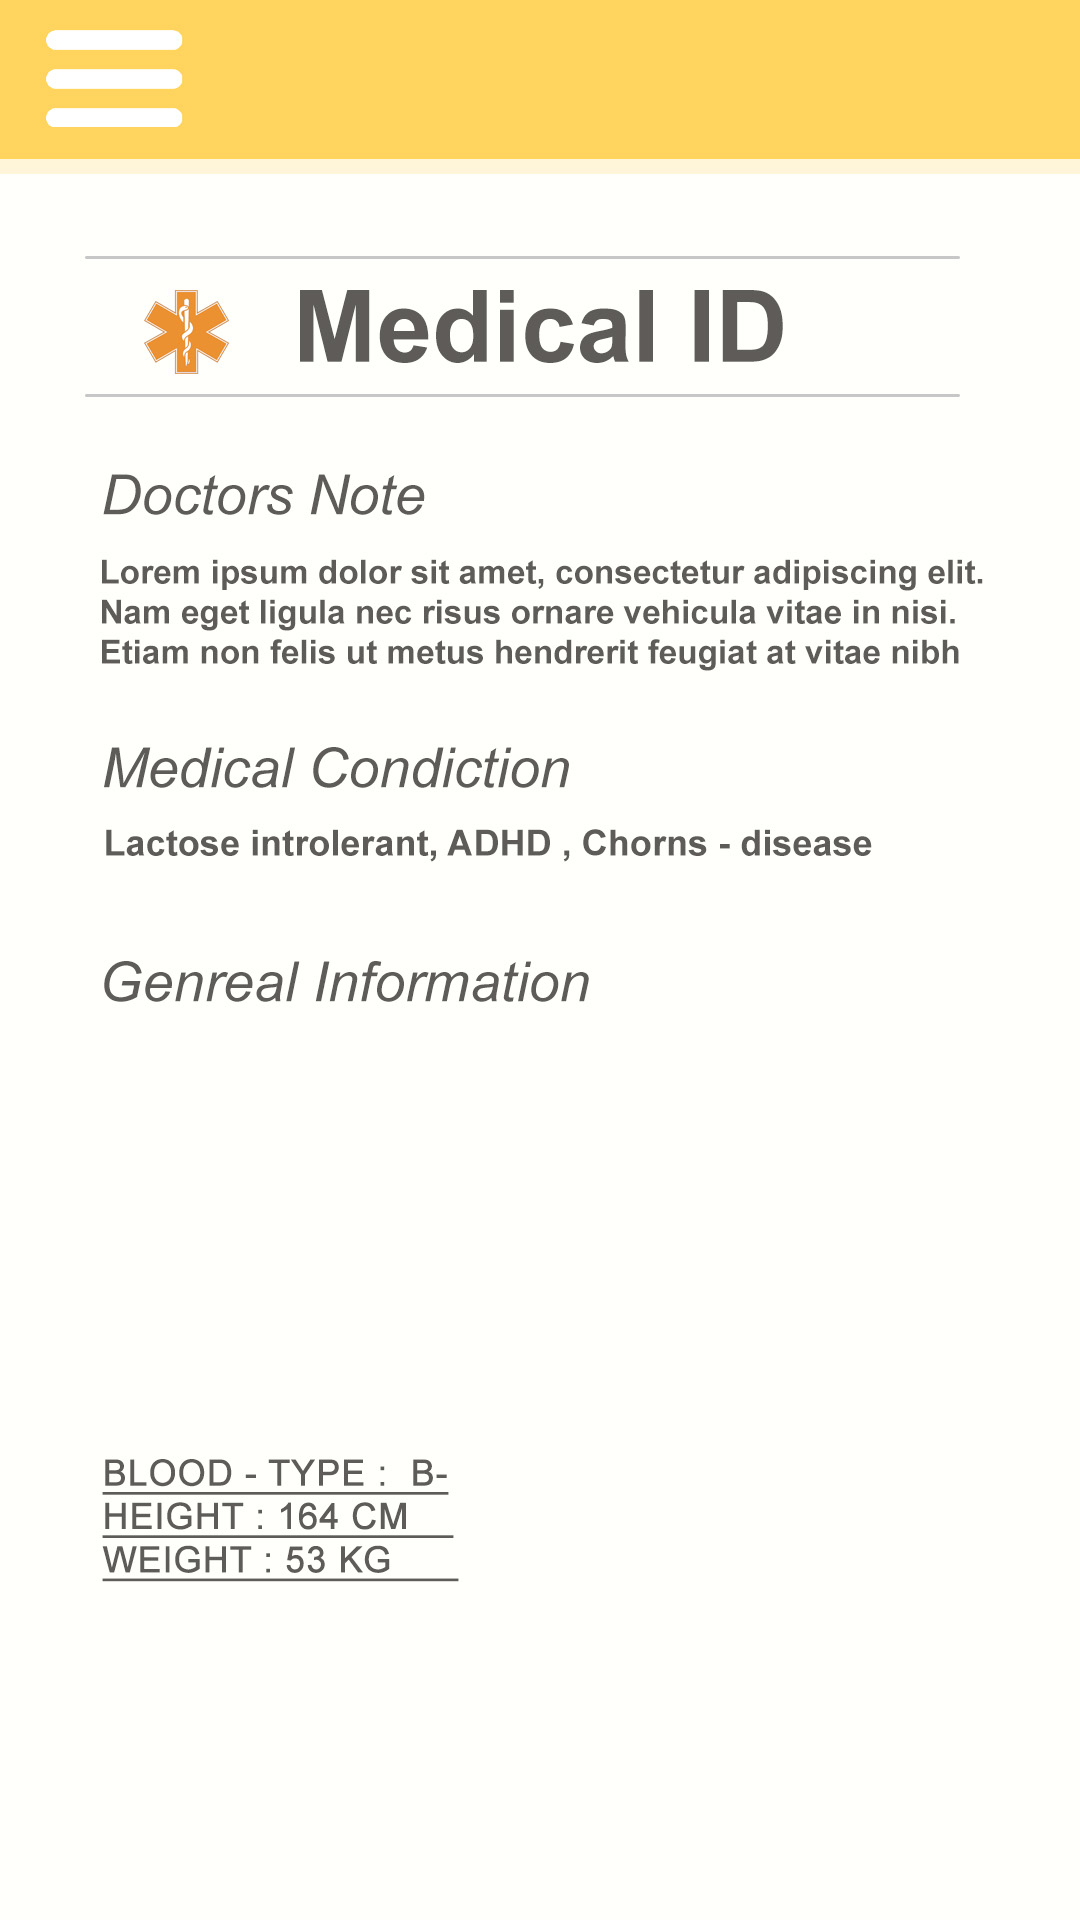 Medical ID
Doctors Note
Lorem ipsum dolor sit amet, consectetur adipiscing elit.
Nam eget ligula nec risus ornare vehicula vitae in nisi.
Etiam non felis ut metus hendrerit feugiat at vitae nibh
Medical Condiction
Lactose introlerant, ADHD , Chorns - disease
Genreal Information
BLOOD - TYPE :  B-
HEIGHT : 164 CM
WEIGHT : 53 KG